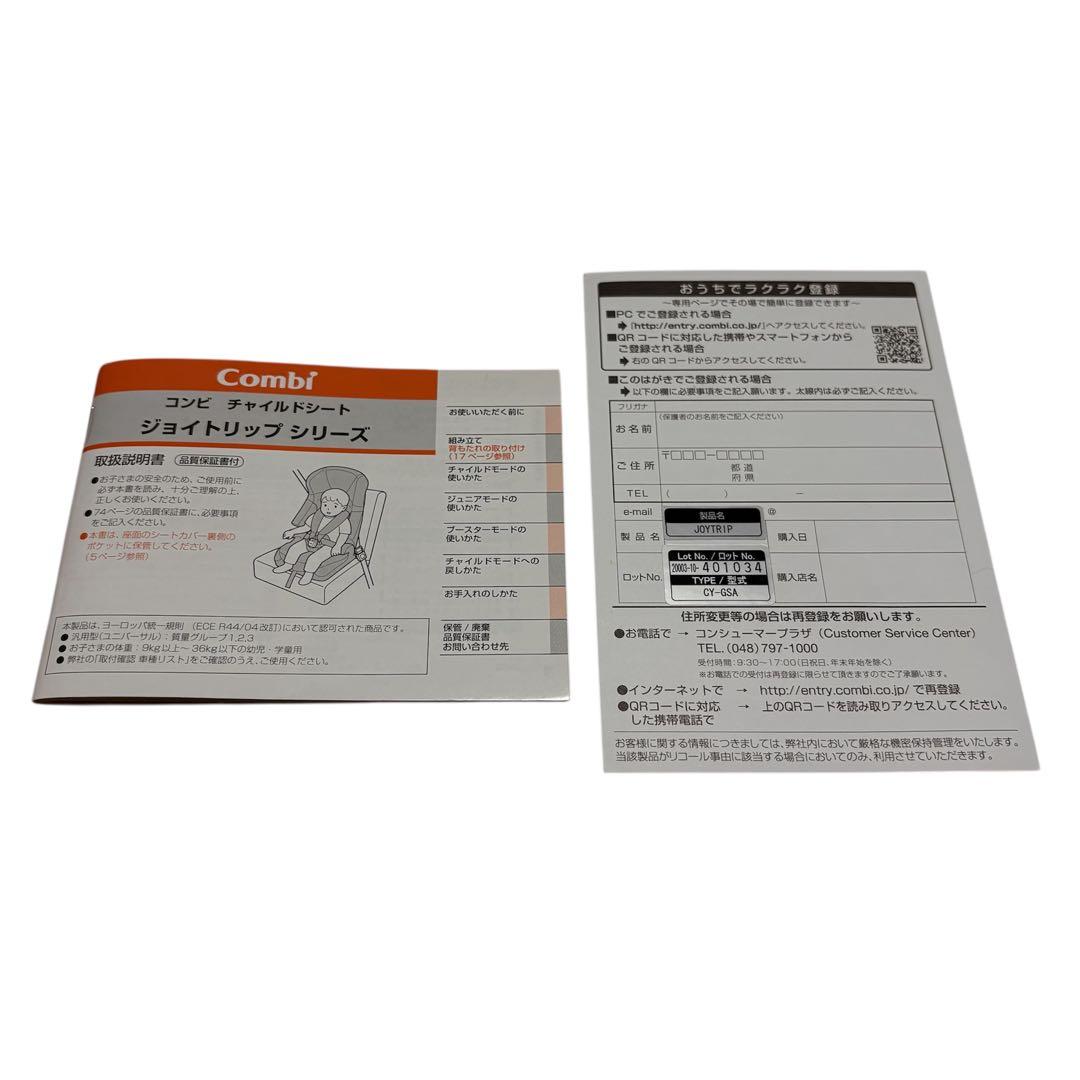 Combi
コンビ チャイルドシート
ジョイトリップ シリーズ
取扱説明書 品質保証書付
●お子さまの安全のため、ご使用前に
必ず本書を読み、十分ご理解の上、
正しくお使いください。
●74ページの品質保証書に、必要事項
をご記入ください。
●本書は、座面のシートカバー裏側の
ポケットに保管してください。
(5ページ参照)
本製品は、ヨーロッパ統一規則 (ECE R44/04改訂)において認可された商品です。
●汎用型(ユニバーサル):質量グループ1,2,3
●お子さまの体重:9kg以上~36kg以下の幼児・学童用
●弊社の「取付確認 車種リスト」をご確認のうえ、ご使用ください。
お使いいただく前に
組み立て
背もたれの取り付け
(17ページ参照)
チャイルドモードの
使いかた
ジュニアモードの
使いかた
ブースターモードの
使いかた
チャイルドモードへの
戻しかた
お手入れのしかた
保管/廃棄
品質保証書
お問い合わせ先
おうちでラクラク登録
~専用ページでその場で簡単に登録できます~
■PCでご登録される場合
➡「http://entry.combi.co.jp/」へアクセスしてください。
■QRコードに対応した携帯やスマートフォンから
ご登録される場合
➡右のQRコードからアクセスしてください。
■このはがきでご登録される場合
➡以下の欄に必要事項をご記入願います。太線内は必ずご記入ください。
フリガナ
お名前 (保護者のお名前をご記入ください)
ご住所 〒□□□-□□□□
都道
府県
TEL ( ) -
e-mail @
製品名 製品名
JOYTRIP
購入日
ロットNo. Lot No. / ロット No.
20003-10-401034
TYPE / 型式
CY-GSA
購入店名
住所変更等の場合は再登録をお願いします。
●お電話で → コンシューマープラザ (Customer Service Center)
TEL.(048)797-1000
受付時間:9:30~17:00(日祝日、年末年始を除く)
※お電話での受付は再登録に限らせて頂きますのでご了承願います。
●インターネットで → http://entry.combi.co.jp/ で再登録
●QRコードに対応 → 上のQRコードを読み取りアクセスしてください。
した携帯電話で
お客様に関する情報につきましては、弊社内において厳格な機密保持管理をいたします。
当該製品がリコール事由に該当する場合においてのみ、利用させていただきます。